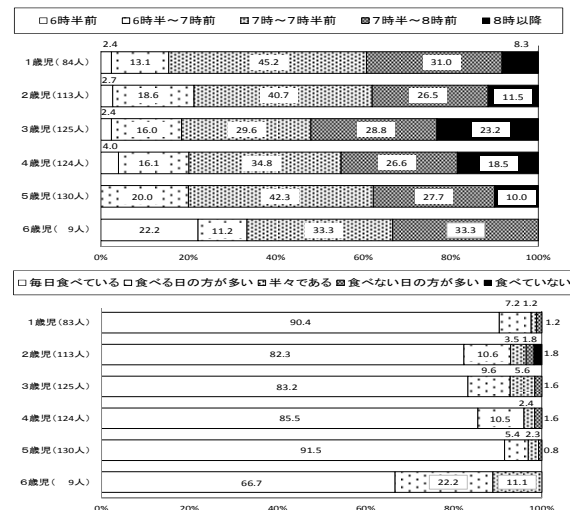 □6時半前 □6時半～7時前 □7時～7時半前 □7時半～8時前 ■8時以降
2.4 8.3
1歳児(84人) 13.1 45.2 31.0
2.7
2歳児(113人) 18.6 40.7 26.5 11.5
2.4
3歳児(125人) 16.0 29.6 28.8 23.2
4.0
4歳児(124人) 16.1 34.8 26.6 18.5
5歳児(130人) 20.0 42.3 27.7 10.0
6歳児( 9人) 22.2 11.2 33.3 33.3
0% 20% 40% 60% 80% 100%
□毎日食べている □食べる日の方が多い □半々である ■食べない日の方が多い ■食べていない
7.2 1.2
1歳児(83人) 90.4 1.2
3.5 1.8
2歳児(113人) 82.3 10.6 1.8
9.6 5.6
3歳児(125人) 83.2 1.6
2.4
4歳児(124人) 85.5 10.5 1.6
5.4 2.3
5歳児(130人) 91.5 0.8
6歳児( 9人) 66.7 22.2 11.1
0% 20% 40% 60% 80% 100%